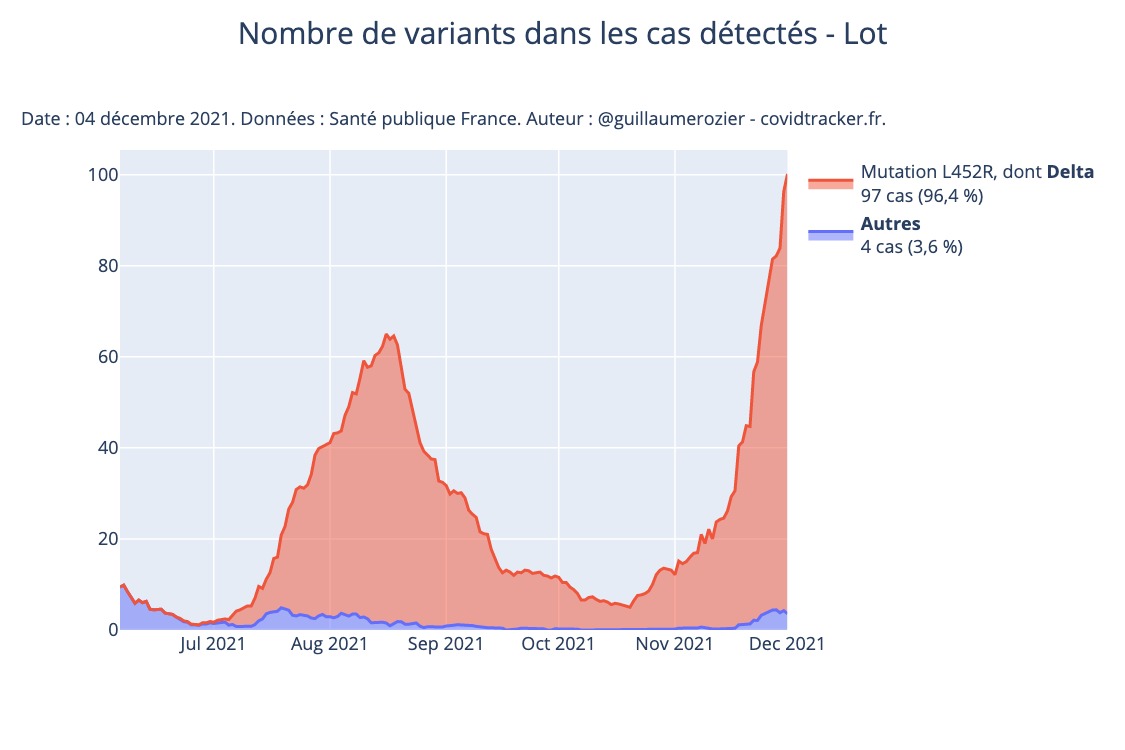 Nombre de variants dans les cas détectés - Lot
Date : 04 décembre 2021. Données : Santé publique France. Auteur : @guillaumerozier - covidtracker.fr.
100
80
60
40
20
0
Jul 2021
Aug 2021
Sep 2021
Oct 2021
Nov 2021
Dec 2021
Mutation L452R, dont Delta
97 cas (96,4 %)
Autres
4 cas (3,6 %)